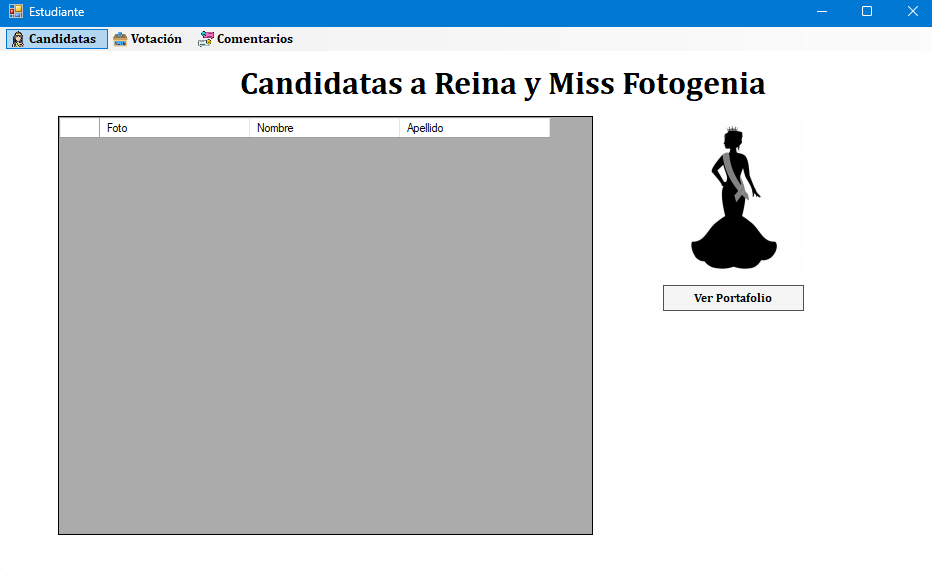 Estudiante
Candidatas Votación Comentarios
Candidatas a Reina y Miss Fotogenia
Foto Nombre Apellido
Ver Portafolio